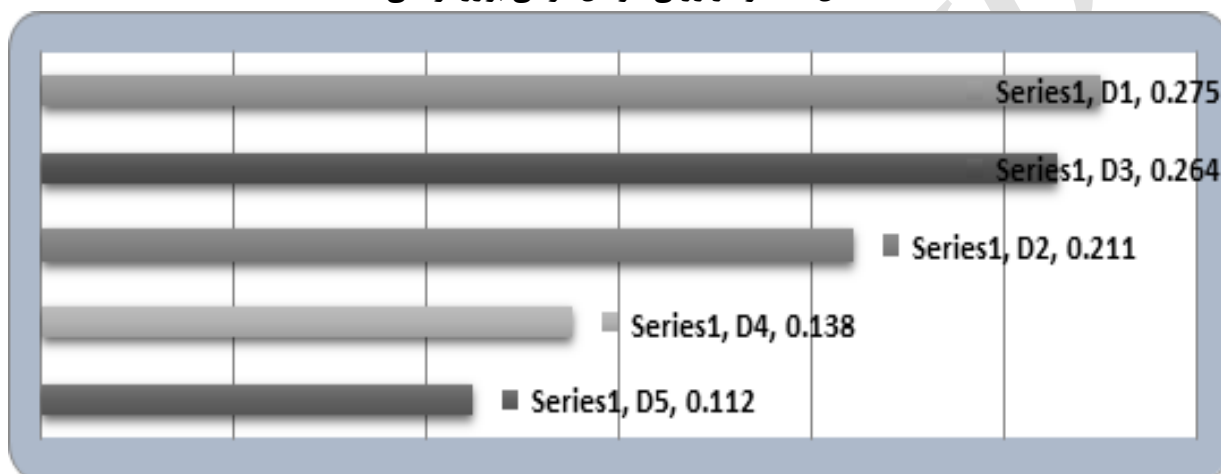 Series1, D1, 0.275
Series1, D3, 0.264
Series1, D2, 0.211
Series1, D4, 0.138
Series1, D5, 0.112